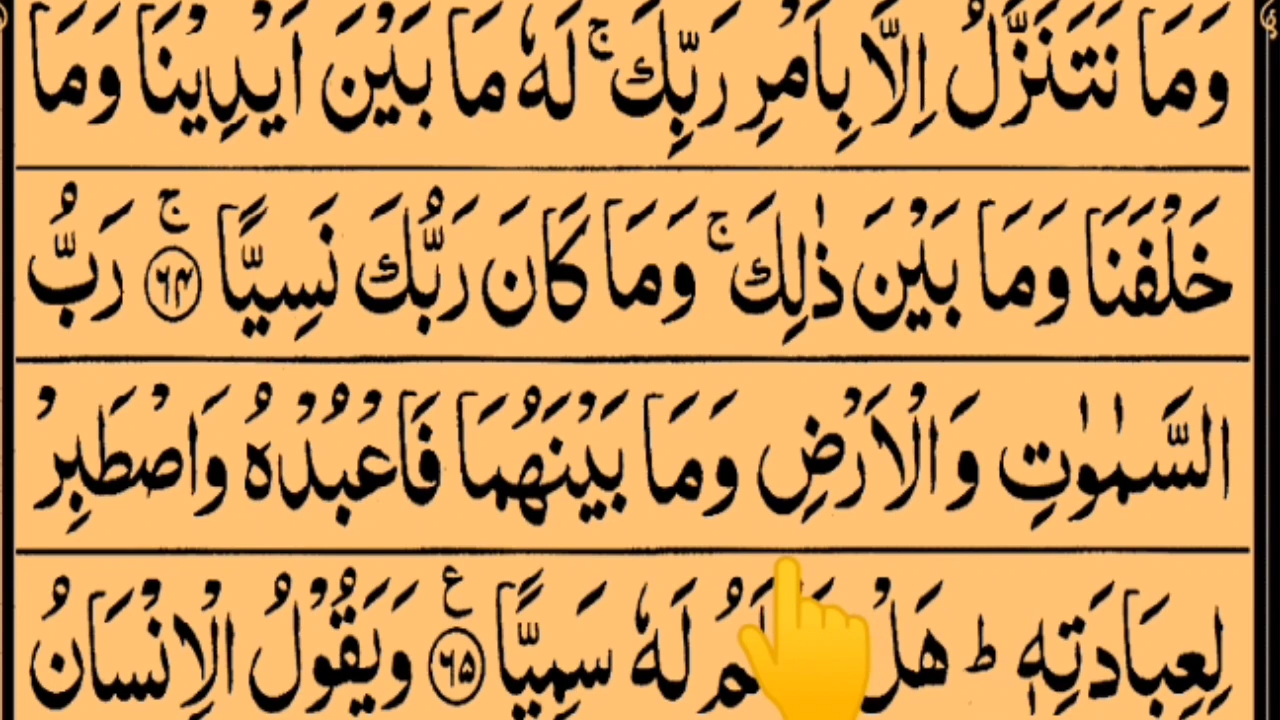 وَمَا نَتَنَزَّلُ اِلَّا بِاَمْرِ رَبِّكَ ۚ لَهٗ مَا بَيْنَ اَيْدِيْنَا وَمَا
خَلْفَنَا وَمَا بَيْنَ ذٰلِكَ ۚ وَمَا كَانَ رَبُّكَ نَسِيًّا ۚ ﴿۶۴﴾ رَبُّ
السَّمٰوٰتِ وَالْاَرْضِ وَمَا بَيْنَهُمَا فَاعْبُدْهُ وَاصْطَبِرْ
لِعِبَادَتِهٖ ؕ هَلْ لَهٗ سَمِيًّا ع ﴿۶۵﴾ وَيَقُوْلُ الْاِنْسَانُ